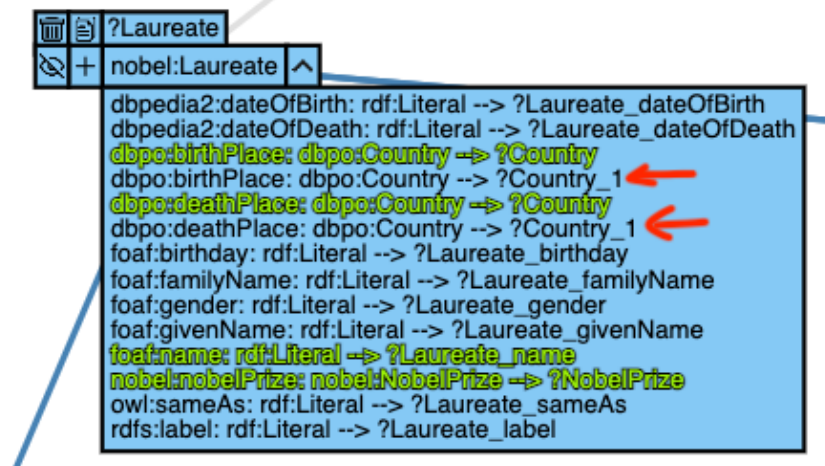 ?Laureate
nobel:Laureate
dbpedia2:dateOfBirth: rdf:Literal --> ?Laureate_dateOfBirth
dbpedia2:dateOfDeath: rdf:Literal --> ?Laureate_dateOfDeath
dbpo:birthPlace: dbpo:Country --> ?Country
dbpo:birthPlace: dbpo:Country --> ?Country_1
dbpo:deathPlace: dbpo:Country --> ?Country
dbpo:deathPlace: dbpo:Country --> ?Country_1
foaf:birthday: rdf:Literal --> ?Laureate_birthday
foaf:familyName: rdf:Literal --> ?Laureate_familyName
foaf:gender: rdf:Literal --> ?Laureate_gender
foaf:givenName: rdf:Literal --> ?Laureate_givenName
foaf:name: rdf:Literal --> ?Laureate_name
nobel:nobelPrize: nobel:NobelPrize --> ?NobelPrize
owl:sameAs: rdf:Literal --> ?Laureate_sameAs
rdfs:label: rdf:Literal --> ?Laureate_label